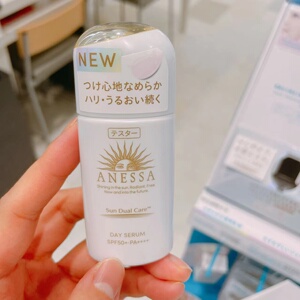 NEW
つけ心地なめらか
ハリ・うるおい続く
テスター
ANESSA
Sun Dual Care™
DAY SERUM
SPF50+・PA++++